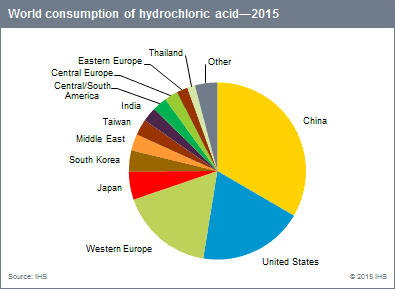 World consumption of hydrochloric acid—2015
Thailand
Other
Eastern Europe
Central Europe
Central/South
America
India
Taiwan
Middle East
South Korea
Japan
Western Europe
China
United States
Source: IHS
© 2015 IHS